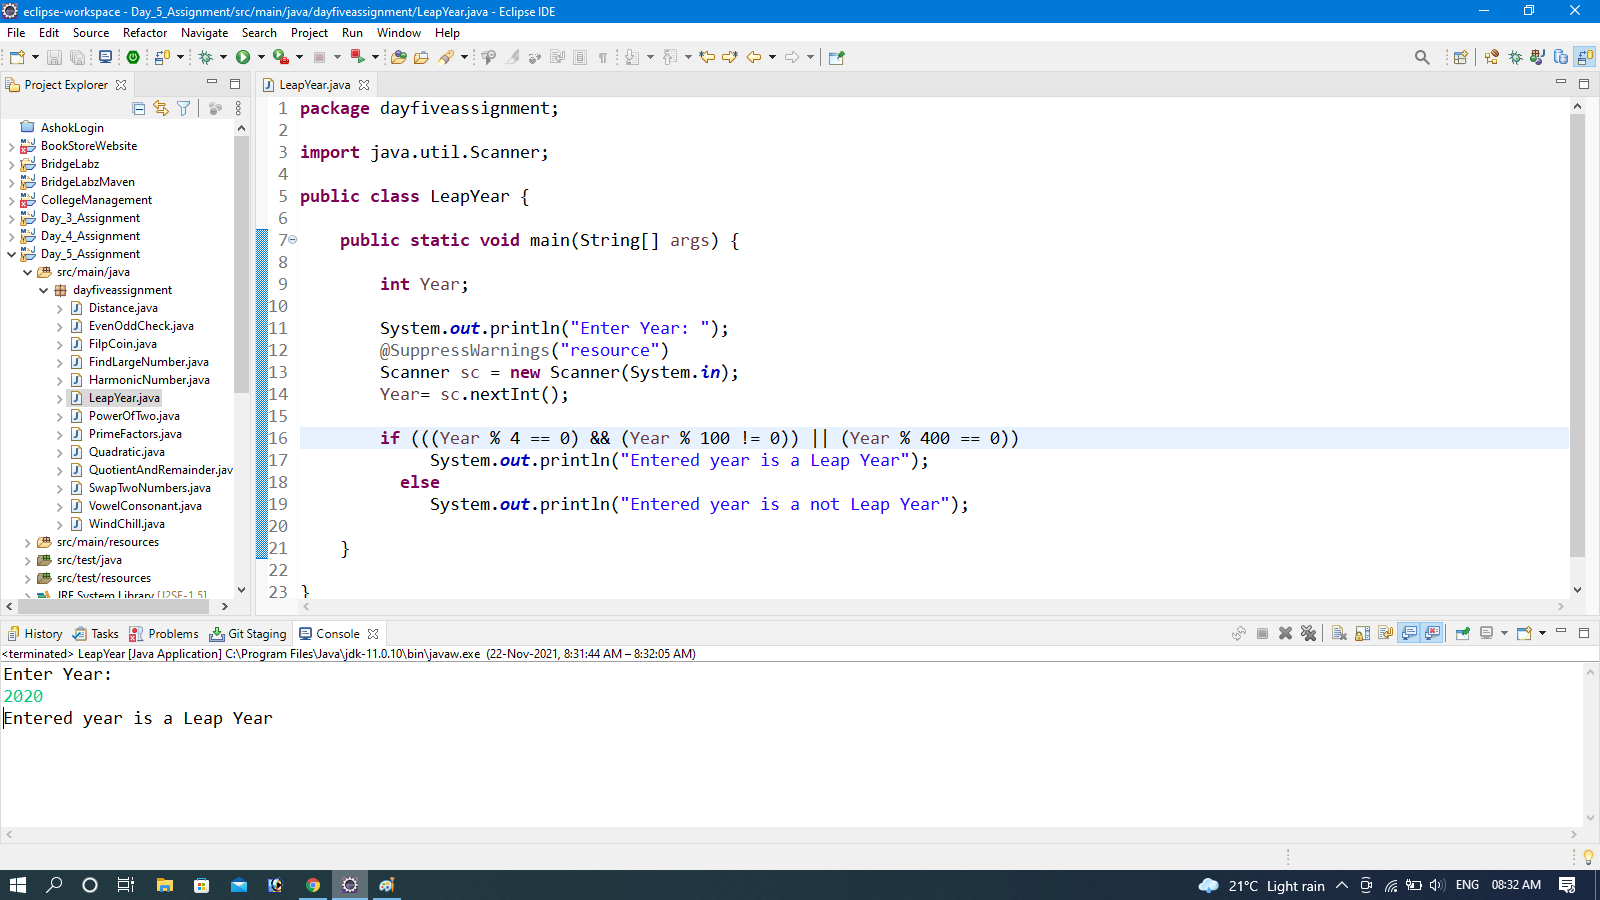 eclipse-workspace - Day_5_Assignment/src/main/java/dayfiveassignment/LeapYear.java - Eclipse IDE
File Edit Source Refactor Navigate Search Project Run Window Help
Project Explorer
AshokLogin
BookStoreWebsite
BridgeLabz
BridgeLabzMaven
CollegeManagement
Day_3_Assignment
Day_4_Assignment
Day_5_Assignment
src/main/java
dayfiveassignment
Distance.java
EvenOddCheck.java
FilpCoin.java
FindLargeNumber.java
HarmonicNumber.java
LeapYear.java
PowerOfTwo.java
PrimeFactors.java
Quadratic.java
QuotientAndRemainder.jav
SwapTwoNumbers.java
VowelConsonant.java
WindChill.java
src/main/resources
src/test/java
src/test/resources
JRE System Library [J2SE-1.5]
LeapYear.java
1 package dayfiveassignment;
2
3 import java.util.Scanner;
4
5 public class LeapYear {
6
7 public static void main(String[] args) {
8
9 int Year;
10
11 System.out.println("Enter Year: ");
12 @SuppressWarnings("resource")
13 Scanner sc = new Scanner(System.in);
14 Year= sc.nextInt();
15
16 if (((Year % 4 == 0) && (Year % 100 != 0)) || (Year % 400 == 0))
17 System.out.println("Entered year is a Leap Year");
18 else
19 System.out.println("Entered year is a not Leap Year");
20
21 }
22
23 }
History Tasks Problems Git Staging Console
<terminated> LeapYear [Java Application] C:\Program Files\Java\jdk-11.0.10\bin\javaw.exe (22-Nov-2021, 8:31:44 AM – 8:32:05 AM)
Enter Year:
2020
Entered year is a Leap Year
21°C Light rain ENG 08:32 AM